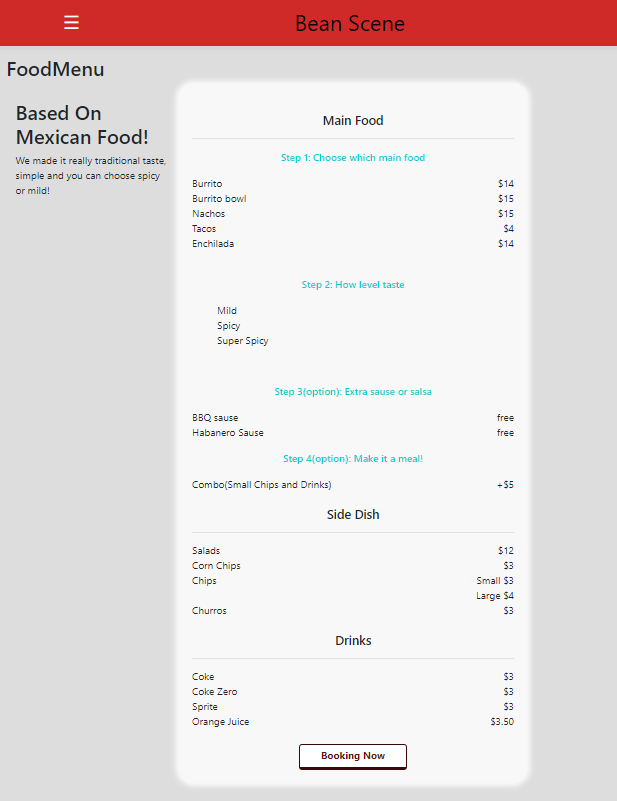 Bean Scene
FoodMenu
Based On
Mexican Food!
We made it really traditional taste,
simple and you can choose spicy
or mild!
Main Food
Step 1: Choose which main food
Burrito $14
Burrito bowl $15
Nachos $15
Tacos $4
Enchilada $14
Step 2: How level taste
Mild
Spicy
Super Spicy
Step 3(option): Extra sause or salsa
BBQ sause free
Habanero Sause free
Step 4(option): Make it a meal!
Combo(Small Chips and Drinks) +$5
Side Dish
Salads $12
Corn Chips $3
Chips Small $3
Large $4
Churros $3
Drinks
Coke $3
Coke Zero $3
Sprite $3
Orange Juice $3.50
Booking Now